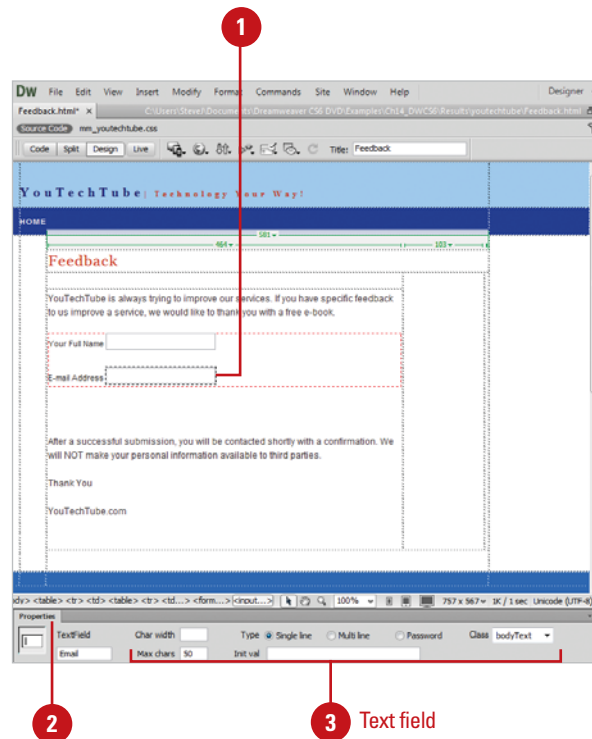 1
DW File Edit View Insert Modify Format Commands Site Window Help Designer
Feedback.html* × C:\Users\SteveJ\Documents\Dreamweaver CS6 DVD\Examples\Ch14_DWCS6\Results\youtechtube\Feedback.html
Source Code mm_youtechtube.css
Code Split Design Live Title: Feedback
YouTechTube| Technology Your Way!
HOME
581
464 103
Feedback
YouTechTube is always trying to improve our services. If you have specific feedback
to us improve a service, we would like to thank you with a free e-book.
Your Full Name
E-mail Address
After a successful submission, you will be contacted shortly with a confirmation. We
will NOT make your personal information available to third parties.
Thank You
YouTechTube.com
dy> <table> <tr> <td> <table> <tr> <td...> <form...> <input...> 100% 757 x 567 1K / 1 sec Unicode (UTF-8)
Properties
TextField Char width Type Single line Multi line Password Class bodyText
Email Max chars 50 Init val
2 3 Text field